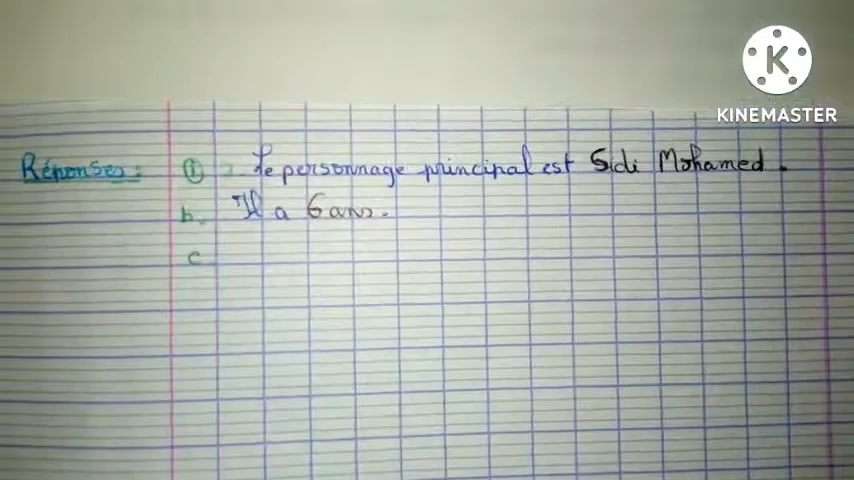 KINEMASTER
Réponses : ① Le personnage principal est Sidi Mohamed.
b. Il a 6 ans.
c